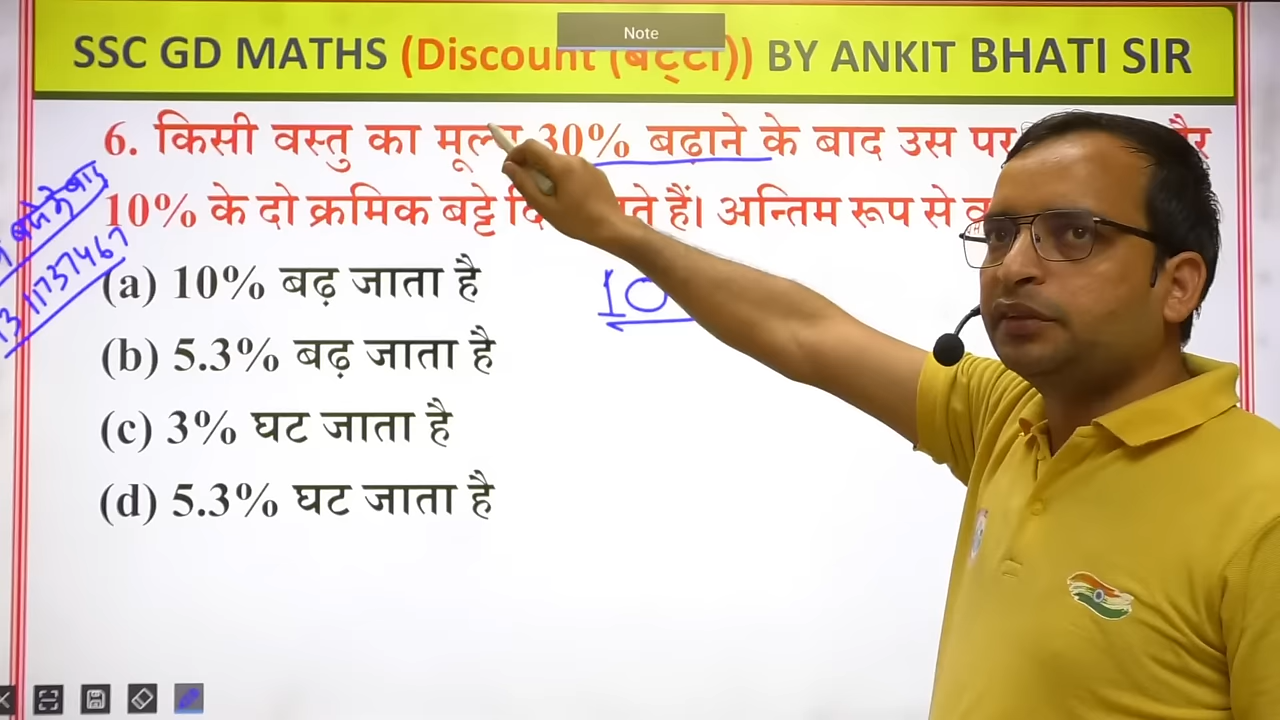 Note
SSC GD MATHS (Discount (बट्टा)) BY ANKIT BHATI SIR
6. किसी वस्तु का मूल्य 30% बढ़ाने के बाद उस पर
10% के दो क्रमिक बट्टे जाते हैं। अन्तिम रूप से
(a) 10% बढ़ जाता है
10
(b) 5.3% बढ़ जाता है
(c) 3% घट जाता है
(d) 5.3% घट जाता है